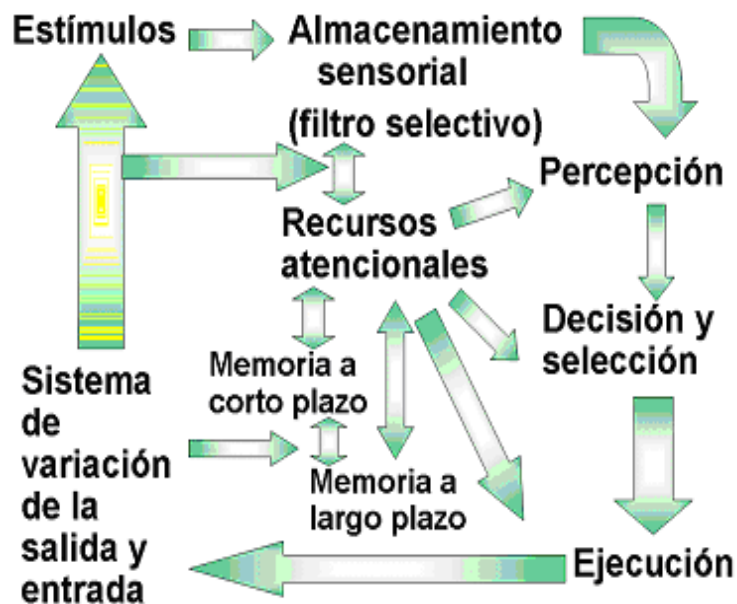 Estímulos
Almacenamiento
sensorial
(filtro selectivo)
Percepción
Recursos
atencionales
Decisión y
selección
Memoria a
corto plazo
Memoria a
largo plazo
Sistema
de
variación
de la
salida y
entrada
Ejecución